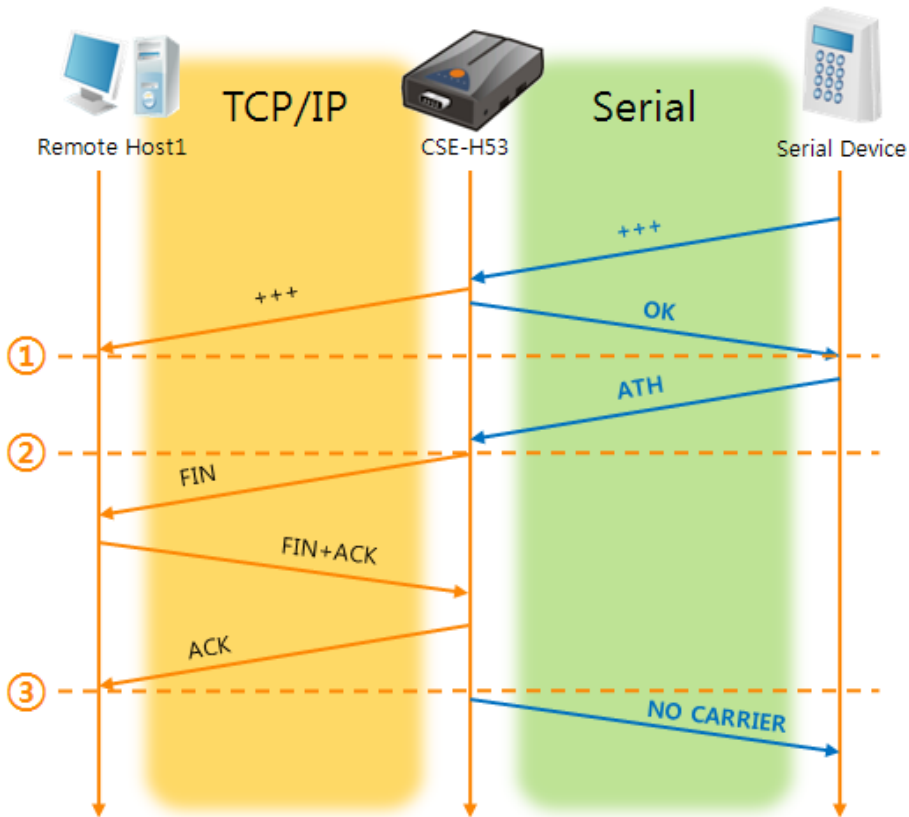 TCP/IP
Serial
Remote Host1
CSE-H53
Serial Device
+++
+++
OK
①
ATH
②
FIN
FIN+ACK
ACK
③
NO CARRIER